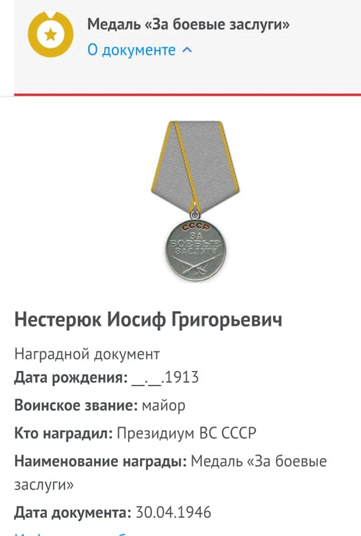 Медаль «За боевые заслуги»
О документе
СССР
ЗА
БОЕВЫЕ
ЗАСЛУГИ
Нестерюк Иосиф Григорьевич
Наградной документ
Дата рождения: __.__.1913
Воинское звание: майор
Кто наградил: Президиум ВС СССР
Наименование награды: Медаль «За боевые
заслуги»
Дата документа: 30.04.1946